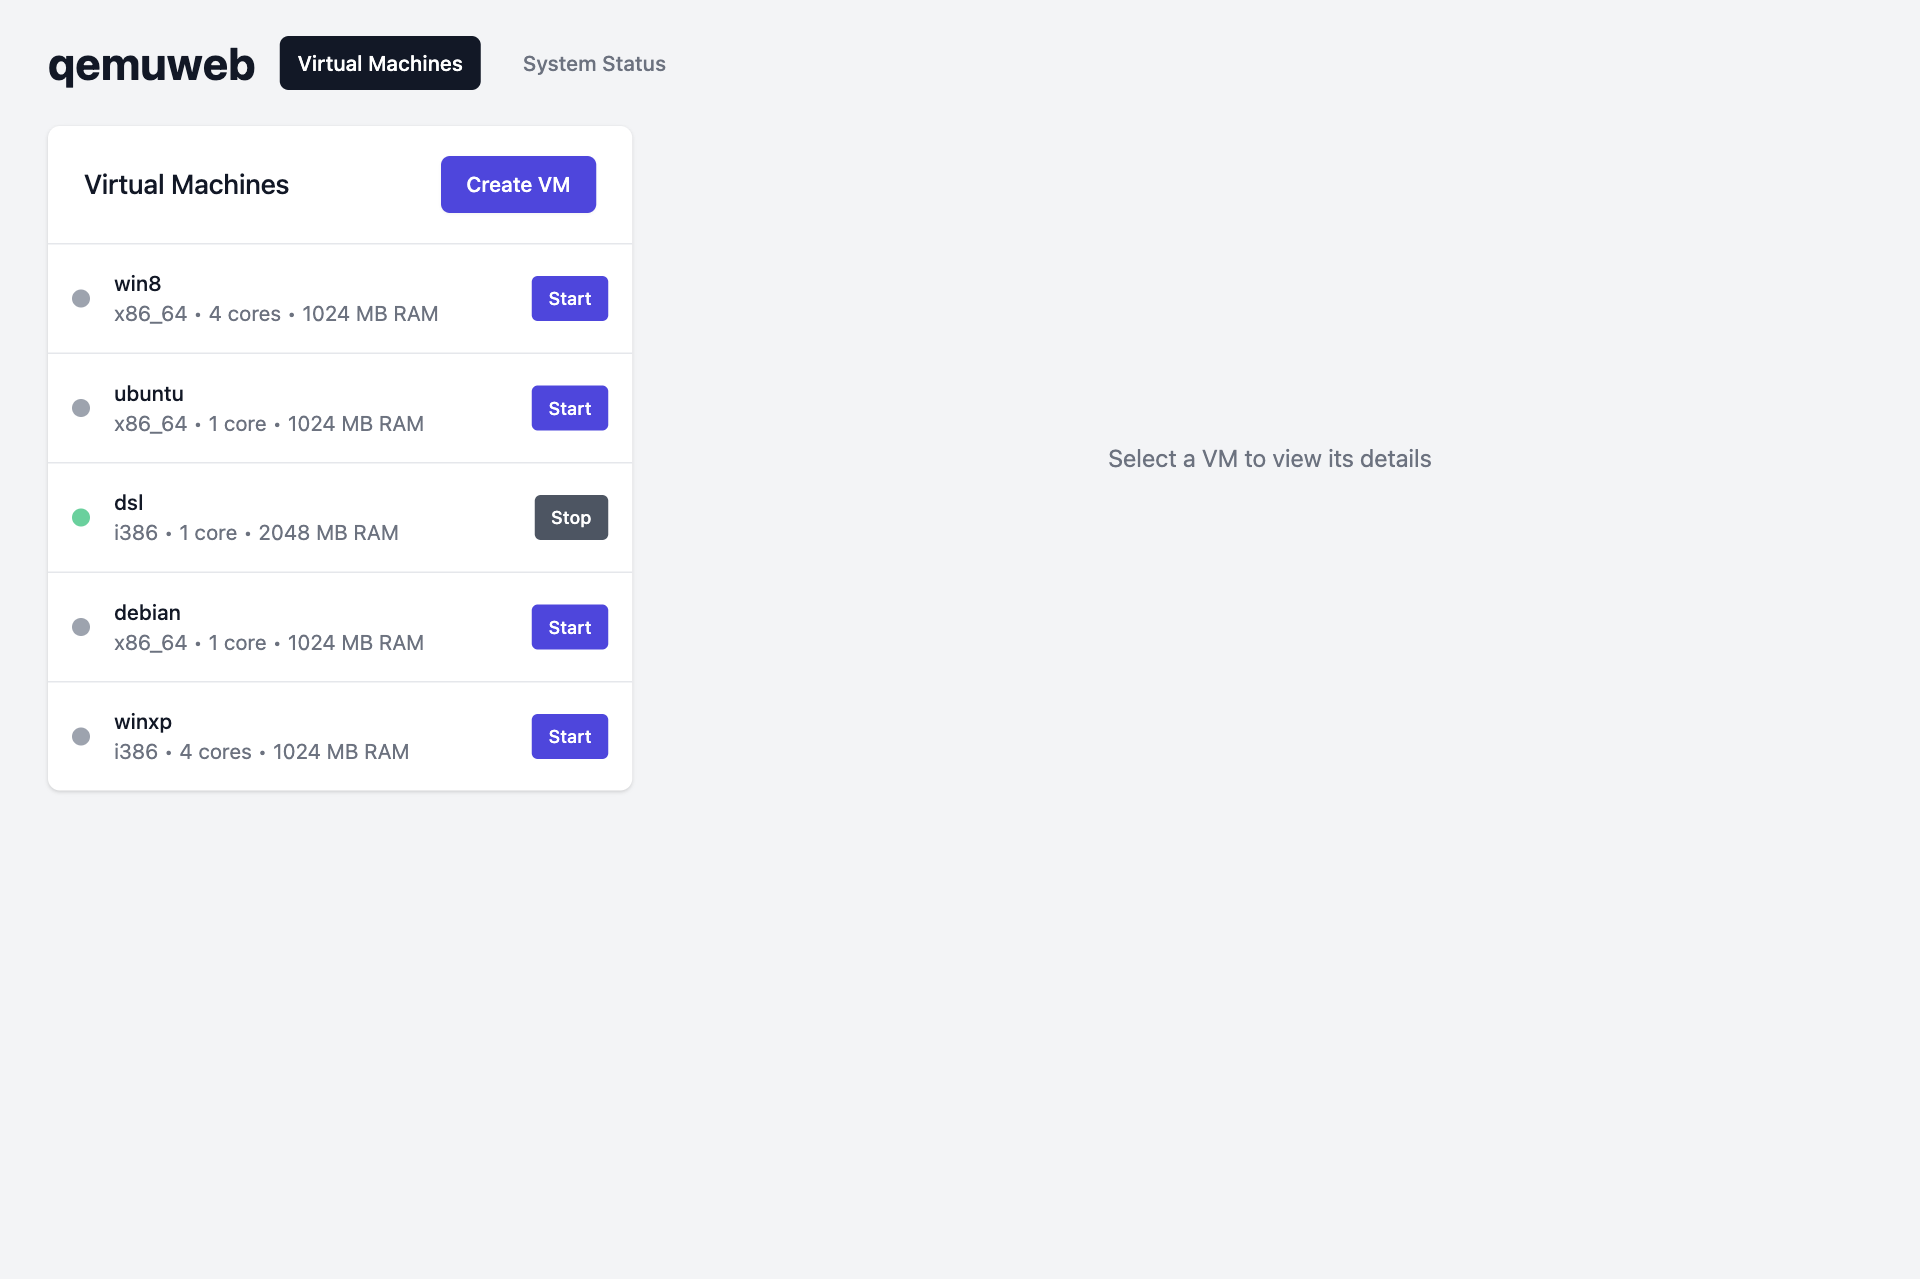 qemuweb
Virtual Machines
System Status
Virtual Machines
Create VM
win8
x86_64 • 4 cores • 1024 MB RAM
Start
ubuntu
x86_64 • 1 core • 1024 MB RAM
Start
dsl
i386 • 1 core • 2048 MB RAM
Stop
debian
x86_64 • 1 core • 1024 MB RAM
Start
winxp
i386 • 4 cores • 1024 MB RAM
Start
Select a VM to view its details